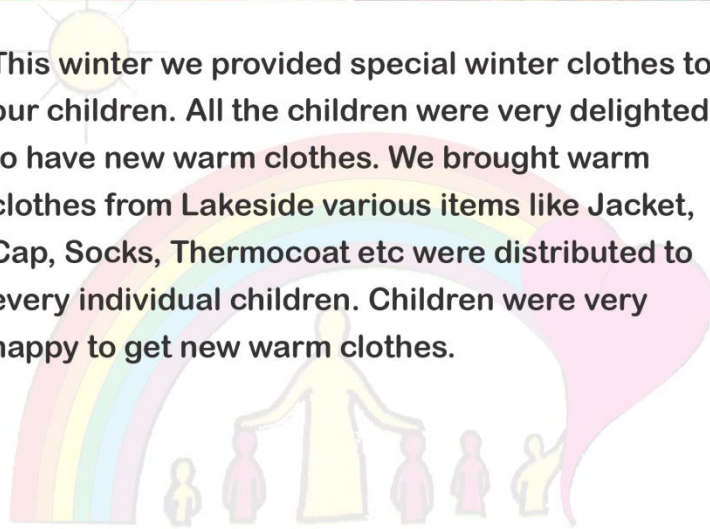 This winter we provided special winter clothes to
our children. All the children were very delighted
to have new warm clothes. We brought warm
clothes from Lakeside various items like Jacket,
Cap, Socks, Thermocoat etc were distributed to
every individual children. Children were very
happy to get new warm clothes.